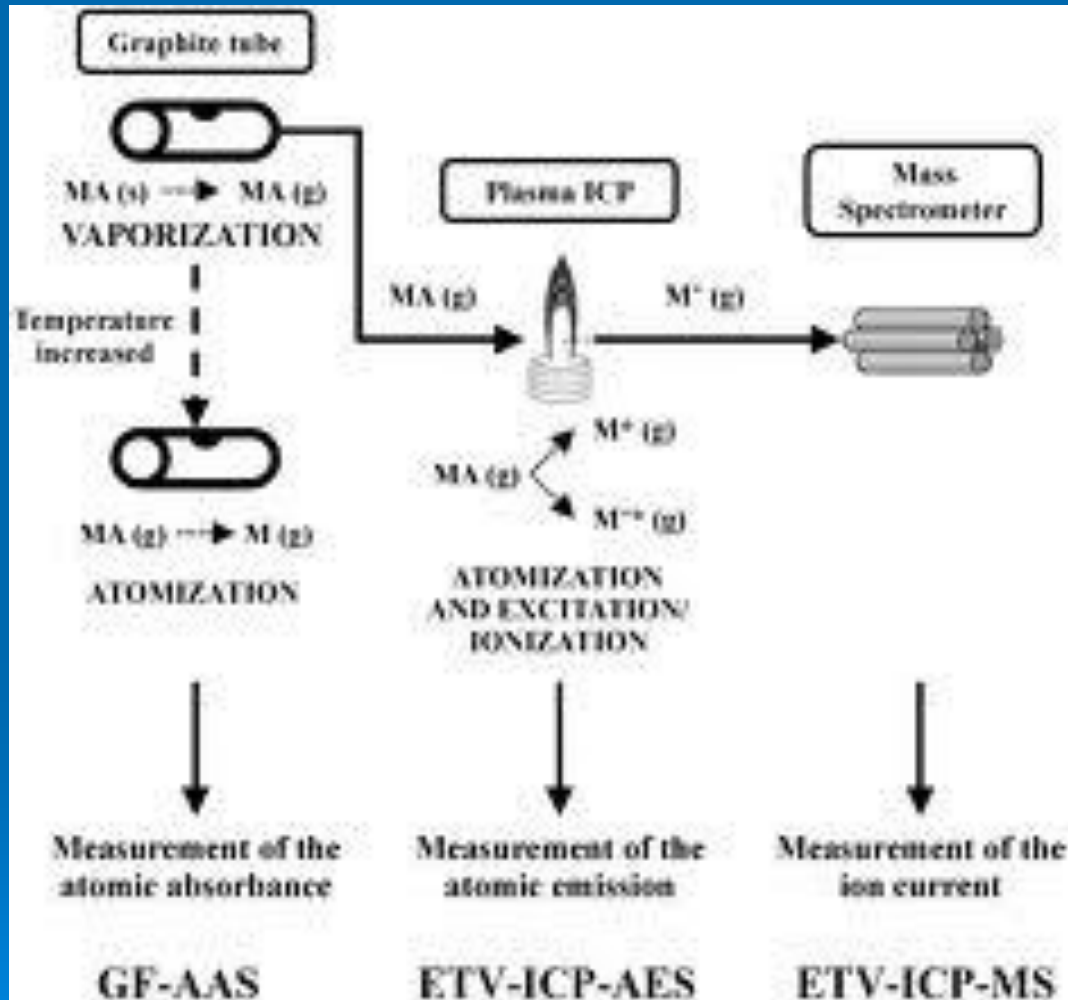 Graphite tube
MA (s) ---> MA (g)
VAPORIZATION
Temperature
increased
MA (g) ---> M (g)
ATOMIZATION
Measurement of the
atomic absorbance
GF-AAS
Plasma ICP
MA (g)
M⁺ (g)
MA (g)
(g)
(g)
ATOMIZATION
AND EXCITATION/
IONIZATION
Measurement of the
atomic emission
ETV-ICP-AES
Mass
Spectrometer
Measurement of the
ion current
ETV-ICP-MS